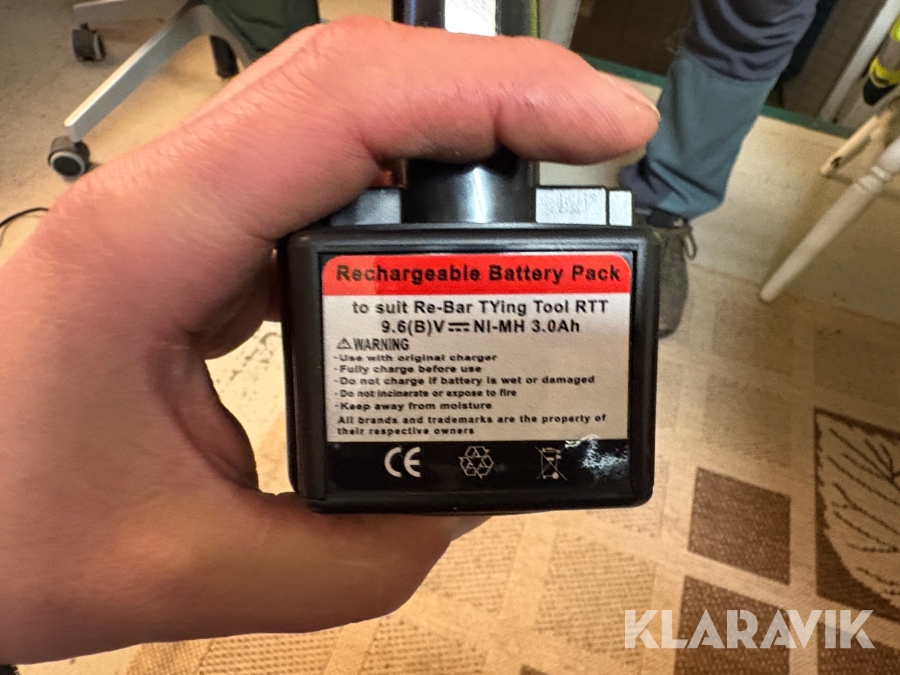 Rechargeable Battery Pack
to suit Re-Bar TYing Tool RTT
9.6(B)V⎓NI-MH 3.0Ah
⚠WARNING
-Use with original charger
-Fully charge before use
-Do not charge if battery is wet or damaged
-Do not incinerate or expose to fire
-Keep away from moisture
All brands and trademarks are the property of
their respective owners
CE
KLARAVIK